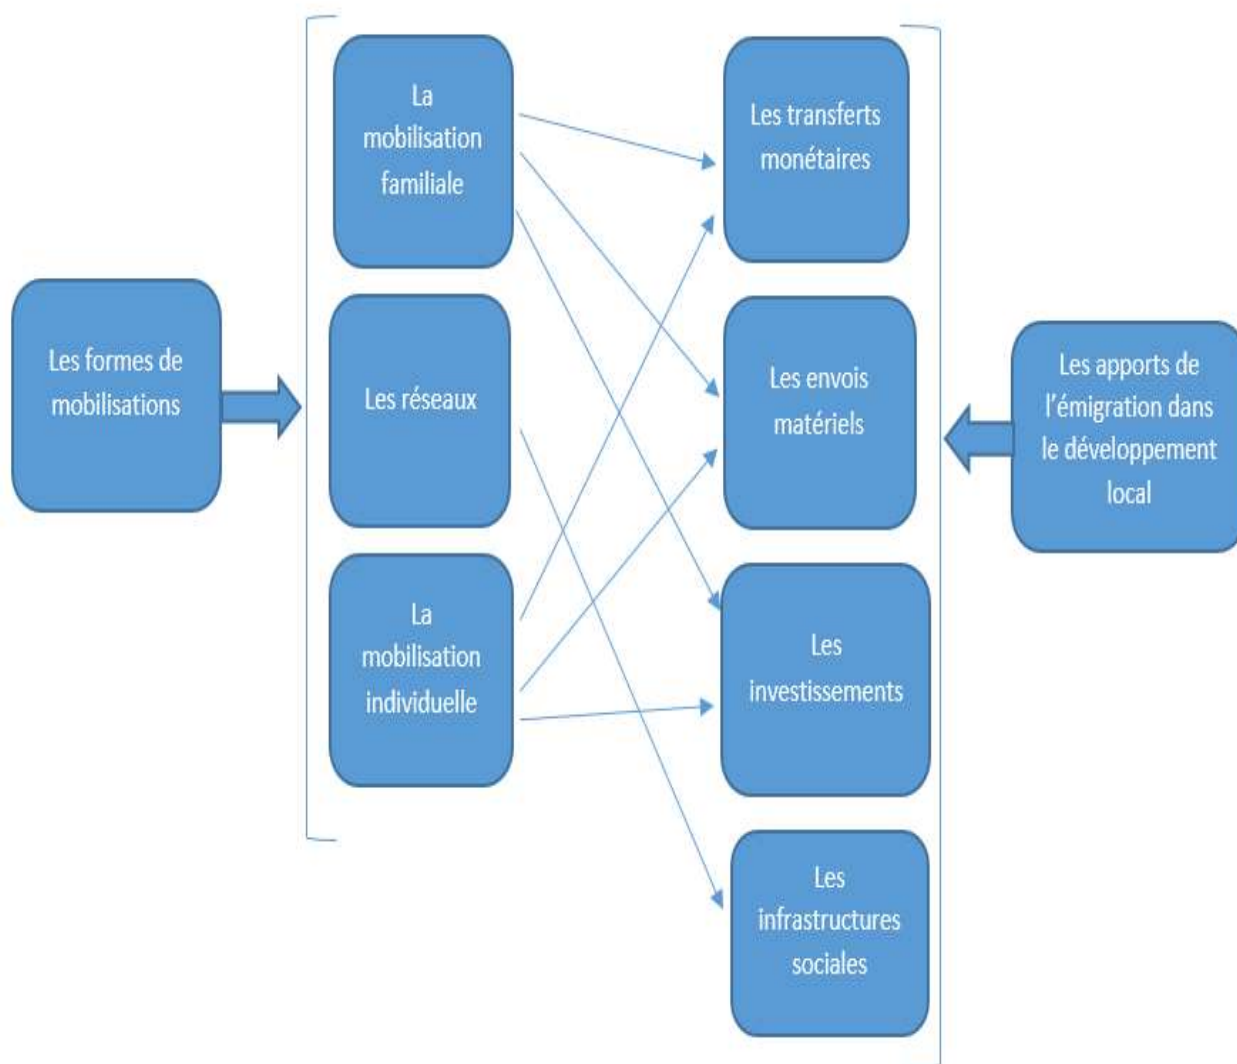 Les formes de
mobilisations
La
mobilisation
familiale
Les réseaux
La
mobilisation
individuelle
Les transferts
monétaires
Les envois
matériels
Les
investissements
Les
infrastructures
sociales
Les apports de
l’émigration dans
le développement
local